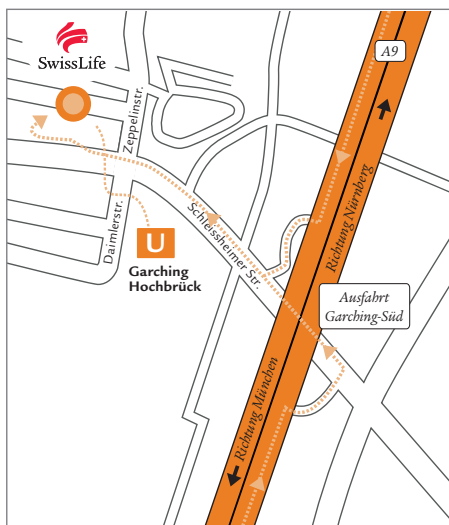 SwissLife
A9
Zeppelinstr.
Richtung Nürnberg
Daimlerstr.
Schleissheimer Str.
U
Garching
Hochbrück
Ausfahrt
Garching-Süd
Richtung München